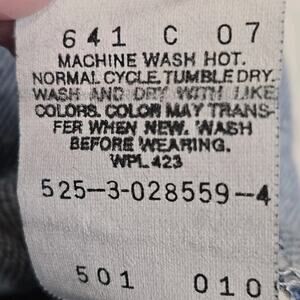 641 C 07
MACHINE WASH HOT.
NORMAL CYCLE. TUMBLE DRY.
WASH AND DRY WITH LIKE
COLORS. COLOR MAY TRANS-
FER WHEN NEW. WASH
BEFORE WEARING.
WPL 423
525-3-028559-4
501 010